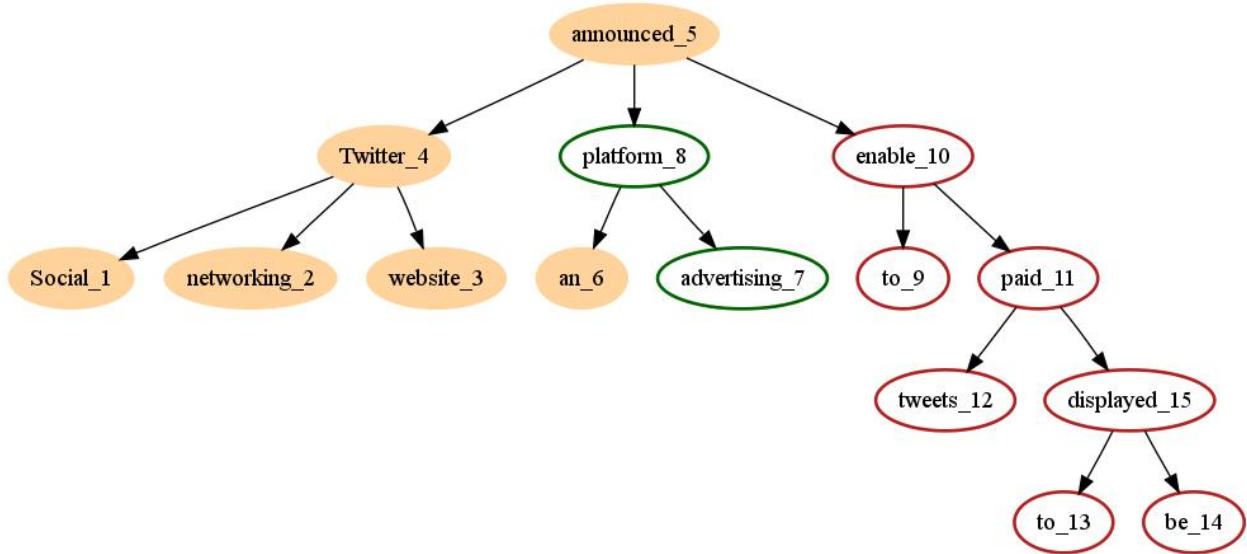 announced_5
Twitter_4 platform_8 enable_10
Social_1 networking_2 website_3 an_6 advertising_7 to_9 paid_11
tweets_12 displayed_15
to_13 be_14